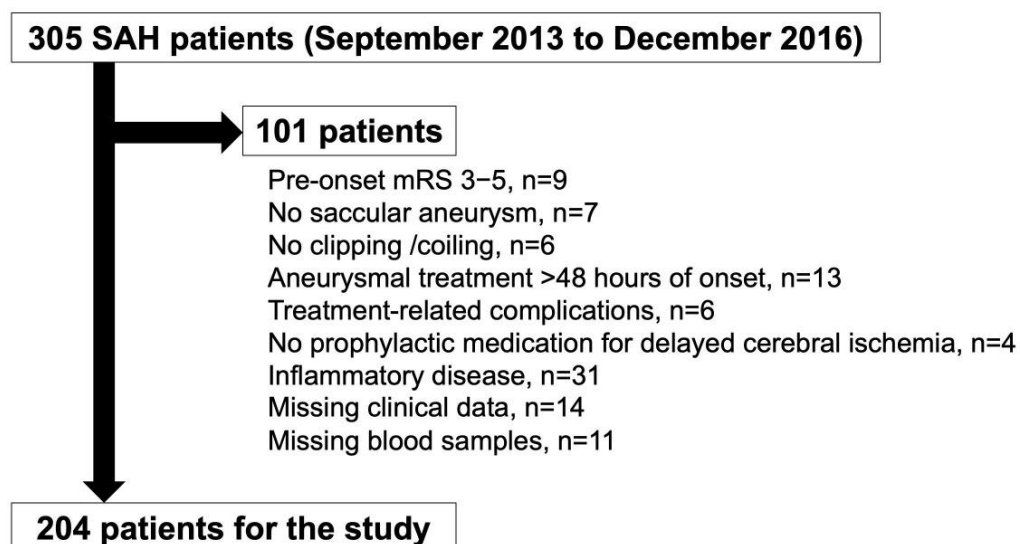 305 SAH patients (September 2013 to December 2016)
101 patients
Pre-onset mRS 3−5, n=9
No saccular aneurysm, n=7
No clipping /coiling, n=6
Aneurysmal treatment >48 hours of onset, n=13
Treatment-related complications, n=6
No prophylactic medication for delayed cerebral ischemia, n=4
Inflammatory disease, n=31
Missing clinical data, n=14
Missing blood samples, n=11
204 patients for the study